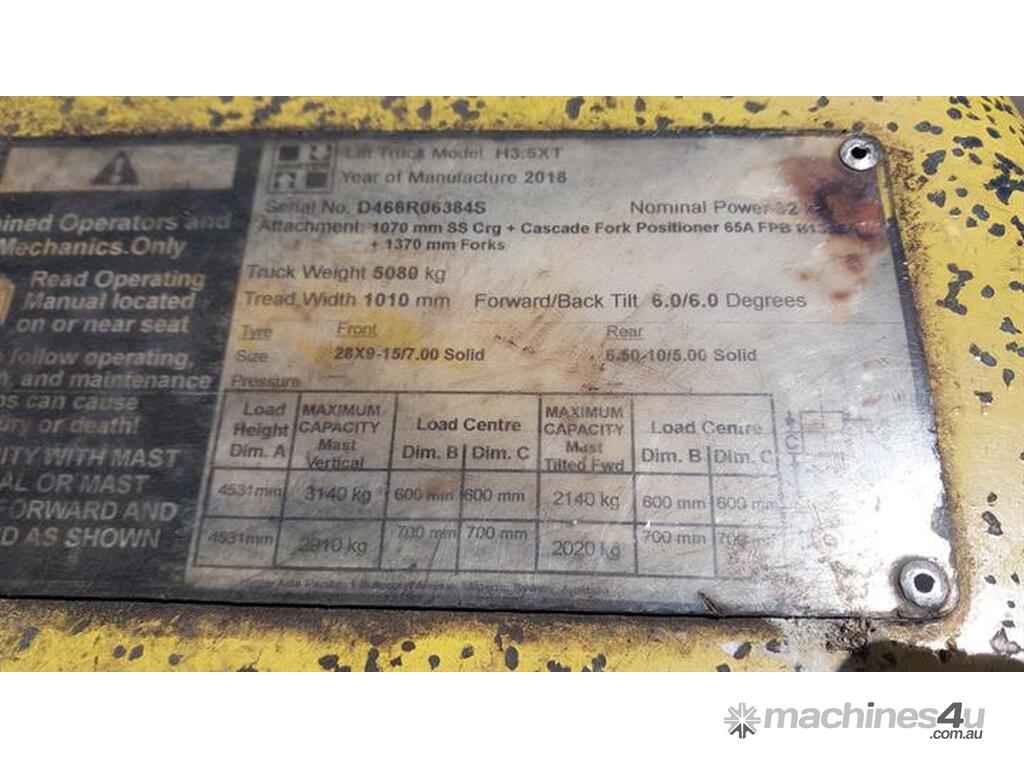 Lift Truck Model H3.5XT
Year of Manufacture 2018
Serial No. D466R06384S Nominal Power
Attachment: 1070 mm SS Crg + Cascade Fork Positioner 65A FPB
+ 1370 mm Forks
Truck Weight 5080 kg
Tread Width 1010 mm Forward/Back Tilt 6.0/6.0 Degrees
Tyre Front Rear
Size 28X9-15/7.00 Solid 6.50-10/5.00 Solid
Pressure
Load Height Dim. A MAXIMUM CAPACITY Mast Vertical Load Centre Dim. B Dim. C MAXIMUM CAPACITY Mast Tilted Fwd Load Centre Dim. B Dim. C
4531mm 3140 kg 600 mm 600 mm 2140 kg 600 mm 600 mm
4531mm 2910 kg 700 mm 700 mm 2020 kg 700 mm
Operators and
Mechanics.Only
Read Operating
Manual located
on or near seat
follow operating,
and maintenance
can cause
or death!
WITH MAST
OR MAST
AND
AS SHOWN
C
machines4u
.com.au